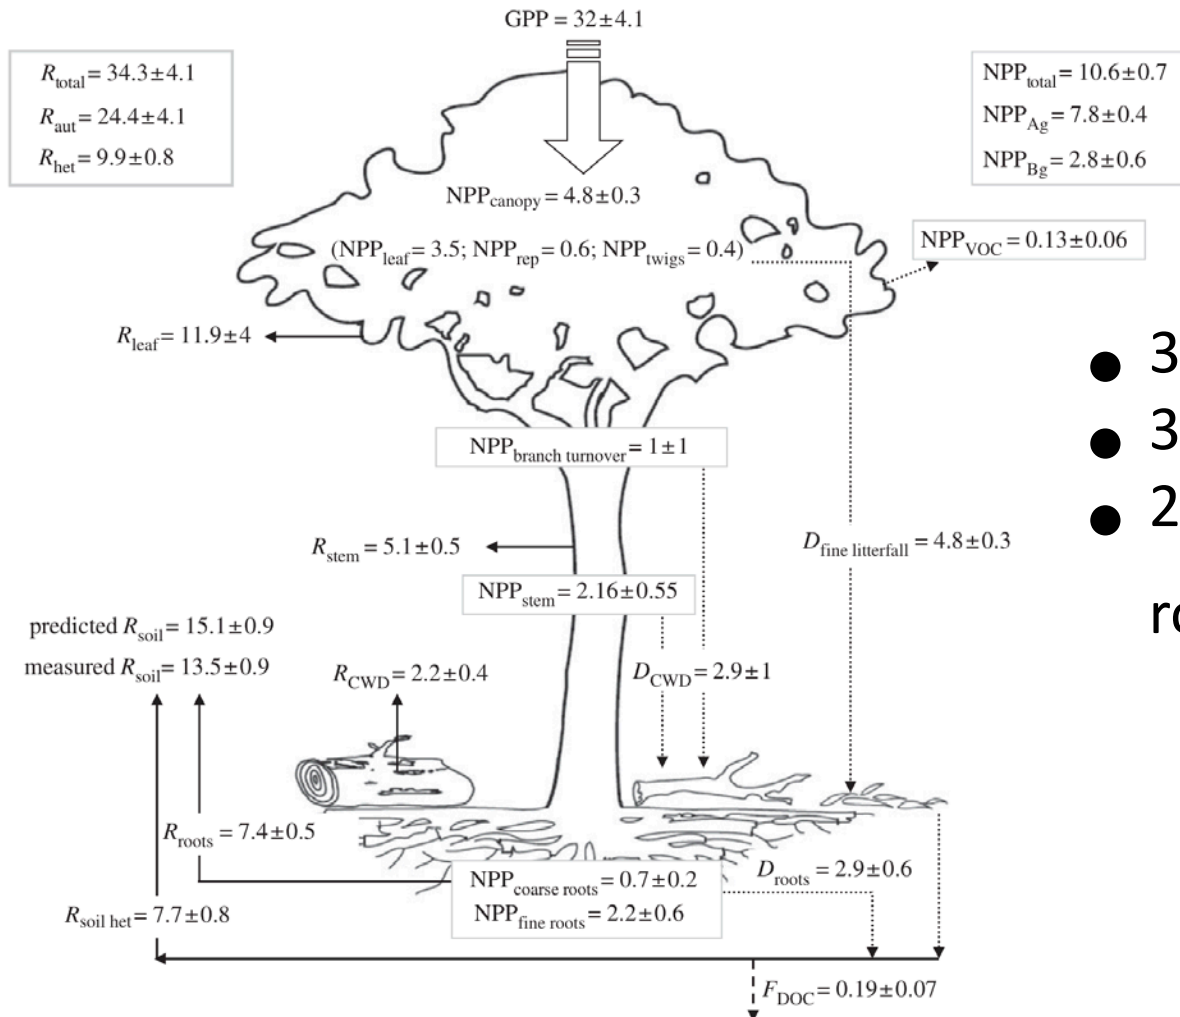 GPP = 32±4.1
R_total = 34.3±4.1
R_aut = 24.4±4.1
R_het = 9.9±0.8
NPP_total = 10.6±0.7
NPP_Ag = 7.8±0.4
NPP_Bg = 2.8±0.6
NPP_canopy = 4.8±0.3
(NPP_leaf = 3.5; NPP_rep = 0.6; NPP_twigs = 0.4)
NPP_VOC = 0.13±0.06
R_leaf = 11.9±4
NPP_branch turnover = 1±1
R_stem = 5.1±0.5
D_fine litterfall = 4.8±0.3
NPP_stem = 2.16±0.55
predicted R_soil = 15.1±0.9
measured R_soil = 13.5±0.9
R_CWD = 2.2±0.4
D_CWD = 2.9±1
R_roots = 7.4±0.5
NPP_coarse roots = 0.7±0.2
NPP_fine roots = 2.2±0.6
D_roots = 2.9±0.6
R_soil het = 7.7±0.8
F_DOC = 0.19±0.07
● 3
● 3
● 2